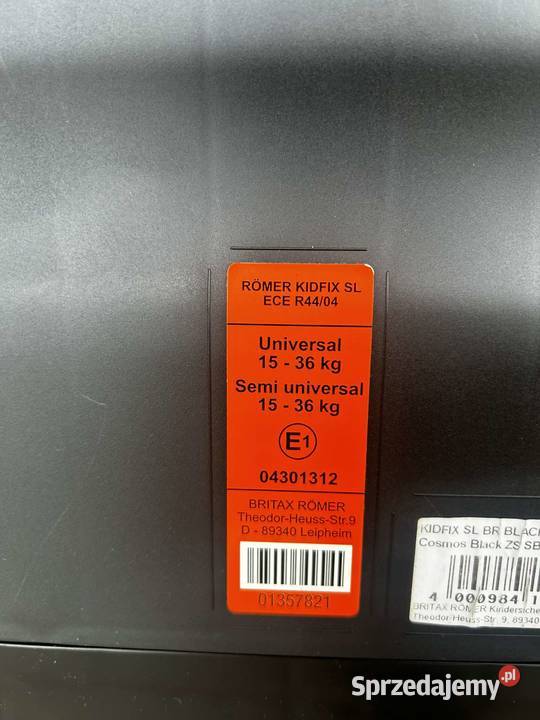 RÖMER KIDFIX SL
ECE R44/04
Universal
15 - 36 kg
Semi universal
15 - 36 kg
E1
04301312
BRITAX RÖMER
Theodor-Heuss-Str.9
D - 89340 Leipheim
01357821
KIDFIX SL BR BLACK
Cosmos Black ZS SB
4 000984 1
BRITAX RÖMER Kindersiche
Theodor-Heuss-Str. 9, 89340
Sprzedajemy.pl